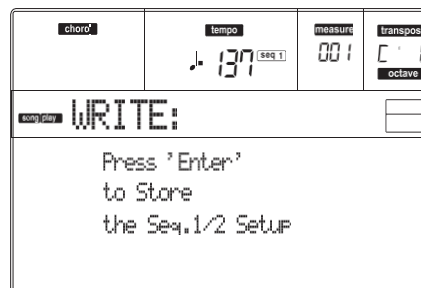 chord
tempo
measure
transpos
137
seq 1
001
octave
song play
WRITE:
Press 'Enter'
to Store
the Seq.1/2 Setup